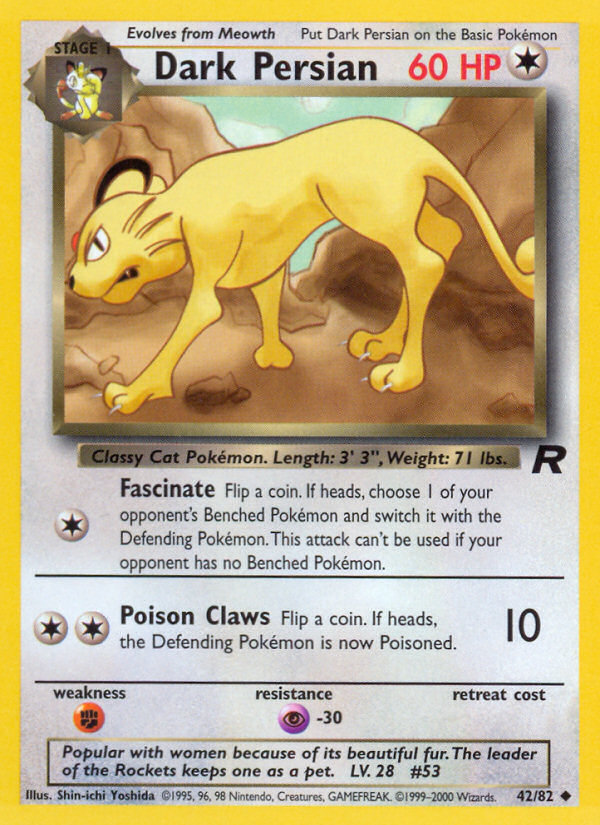 Evolves from Meowth Put Dark Persian on the Basic Pokémon
STAGE 1
Dark Persian 60 HP
Classy Cat Pokémon. Length: 3' 3", Weight: 71 lbs.
R
Fascinate Flip a coin. If heads, choose 1 of your
opponent's Benched Pokémon and switch it with the
Defending Pokémon. This attack can't be used if your
opponent has no Benched Pokémon.
Poison Claws Flip a coin. If heads,
the Defending Pokémon is now Poisoned.
10
weakness resistance retreat cost
-30
Popular with women because of its beautiful fur. The leader
of the Rockets keeps one as a pet. LV. 28 #53
Illus. Shin-ichi Yoshida ©1995, 96, 98 Nintendo, Creatures, GAMEFREAK. ©1999-2000 Wizards. 42/82